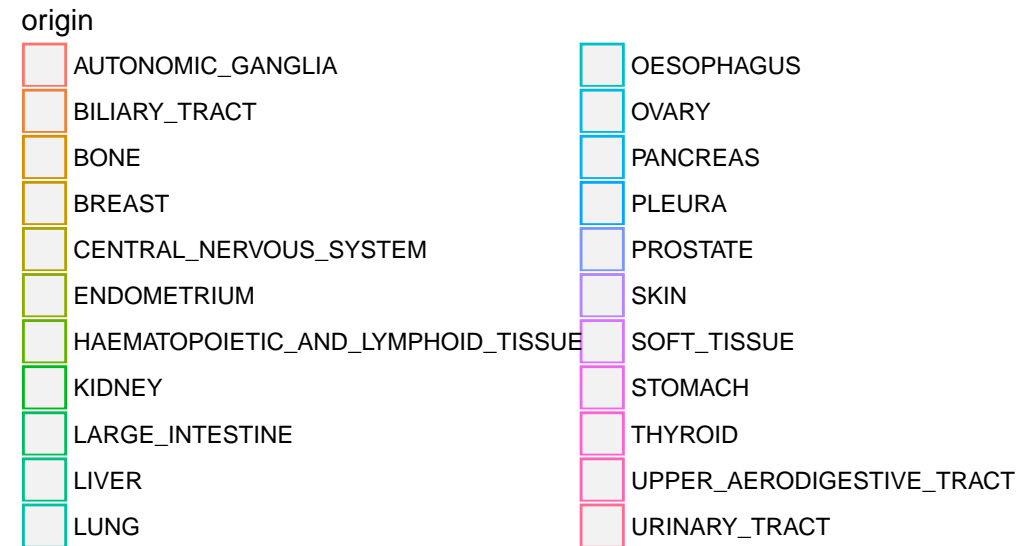 origin
AUTONOMIC_GANGLIA
BILIARY_TRACT
BONE
BREAST
CENTRAL_NERVOUS_SYSTEM
ENDOMETRIUM
HAEMATOPOIETIC_AND_LYMPHOID_TISSUE
KIDNEY
LARGE_INTESTINE
LIVER
LUNG
OESOPHAGUS
OVARY
PANCREAS
PLEURA
PROSTATE
SKIN
SOFT_TISSUE
STOMACH
THYROID
UPPER_AERODIGESTIVE_TRACT
URINARY_TRACT